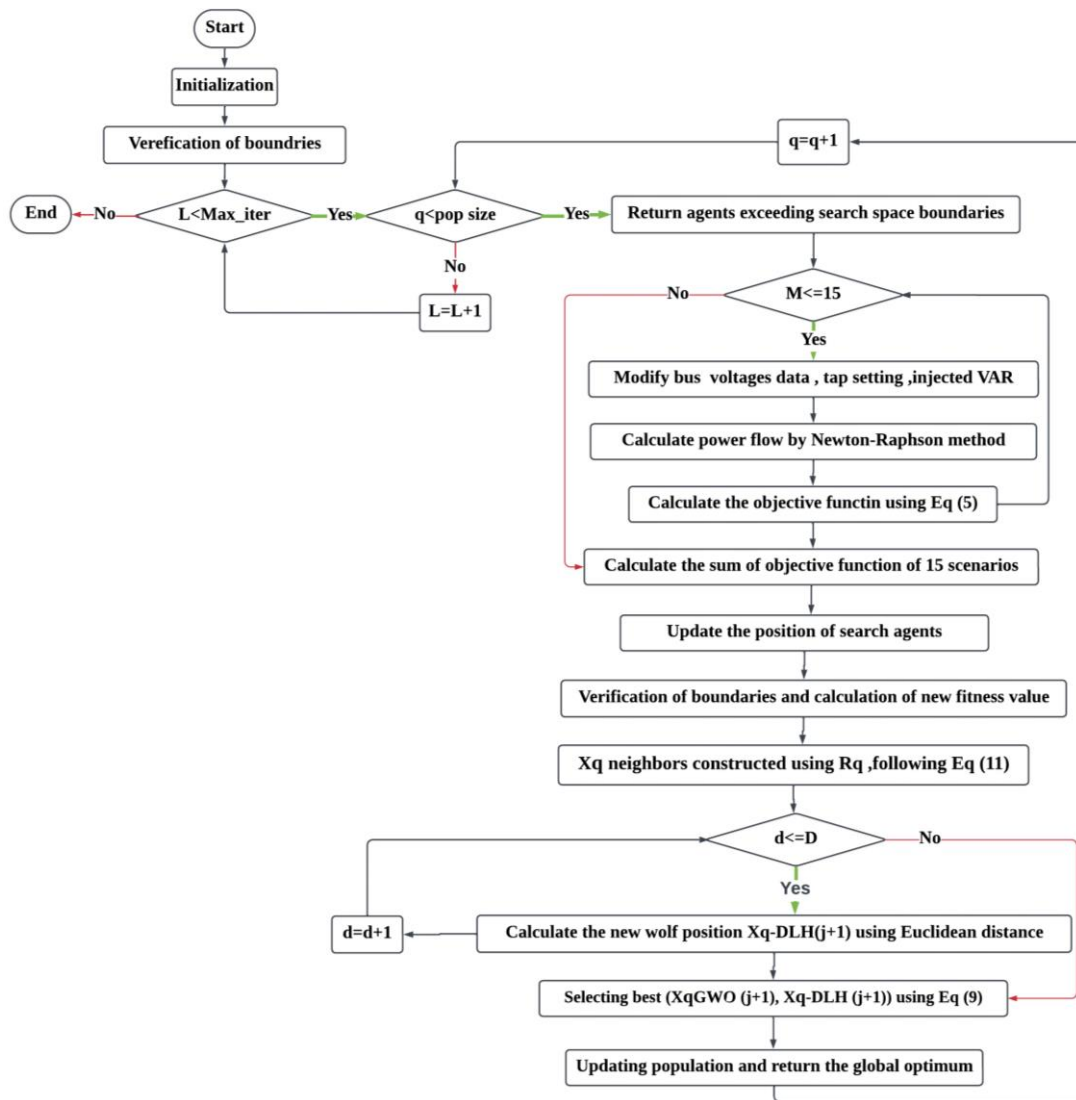 Start
Initialization
Verefication of boundries
q=q+1
End
No
L<Max_iter
Yes
q<pop size
Yes
Return agents exceeding search space boundaries
No
L=L+1
No
M<=15
Yes
Modify bus voltages data , tap setting ,injected VAR
Calculate power flow by Newton-Raphson method
Calculate the objective functin using Eq (5)
Calculate the sum of objective function of 15 scenarios
Update the position of search agents
Verification of boundaries and calculation of new fitness value
Xq neighbors constructed using Rq ,following Eq (11)
d<=D
No
Yes
d=d+1
Calculate the new wolf position Xq-DLH(j+1) using Euclidean distance
Selecting best (XqGWO (j+1), Xq-DLH (j+1)) using Eq (9)
Updating population and return the global optimum